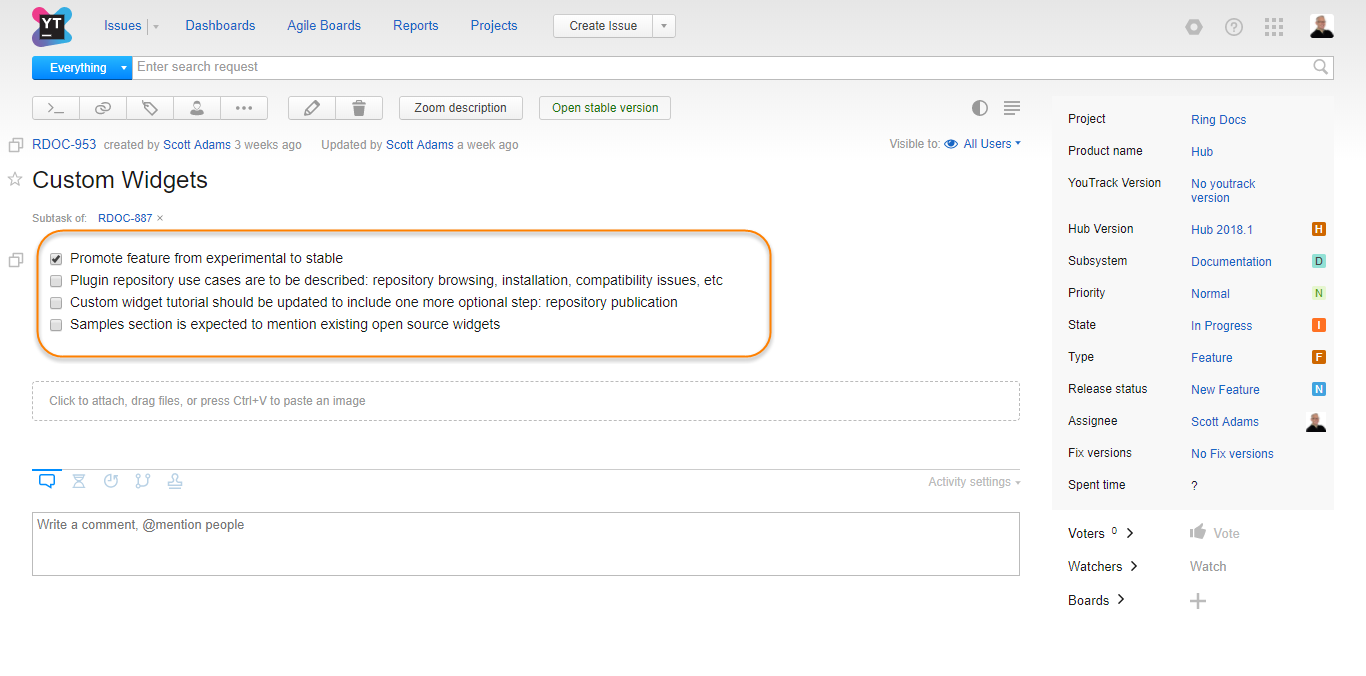 YT
Issues
Dashboards
Agile Boards
Reports
Projects
Create Issue
Everything
Enter search request
Zoom description
Open stable version
RDOC-953 created by Scott Adams 3 weeks ago Updated by Scott Adams a week ago
Visible to: All Users
Custom Widgets
Subtask of: RDOC-887 ×
Promote feature from experimental to stable
Plugin repository use cases are to be described: repository browsing, installation, compatibility issues, etc
Custom widget tutorial should be updated to include one more optional step: repository publication
Samples section is expected to mention existing open source widgets
Click to attach, drag files, or press Ctrl+V to paste an image
Activity settings
Write a comment, @mention people
Project Ring Docs
Product name Hub
YouTrack Version No youtrack
version
Hub Version Hub 2018.1 H
Subsystem Documentation D
Priority Normal N
State In Progress I
Type Feature F
Release status New Feature N
Assignee Scott Adams
Fix versions No Fix versions
Spent time ?
Voters 0 Vote
Watchers Watch
Boards